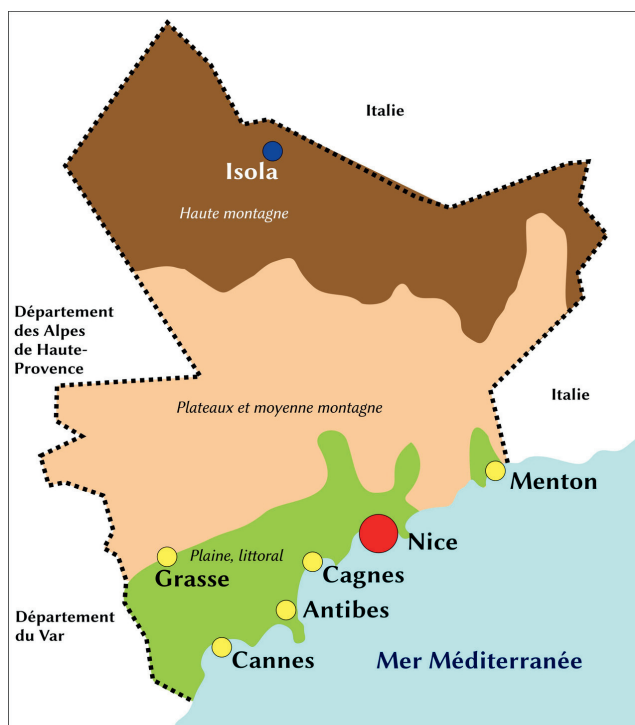 Italie
Isola
Haute montagne
Département
des Alpes
de Haute-
Provence
Italie
Plateaux et moyenne montagne
Menton
Nice
Plaine, littoral
Grasse
Cagnes
Antibes
Département
du Var
Cannes
Mer Méditerranée